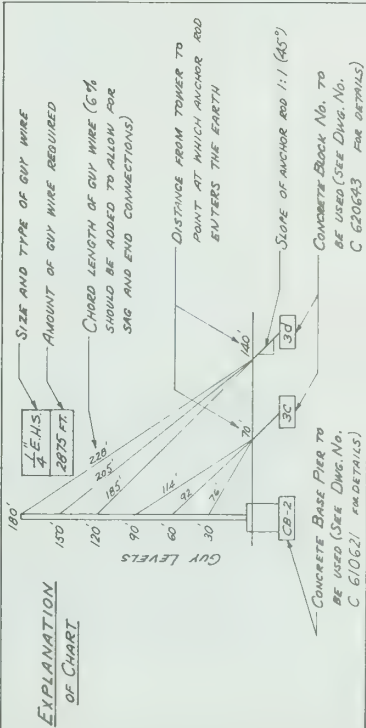 EXPLANATION
OF CHART
1/4" E.H.S.
2875 FT.
SIZE AND TYPE OF GUY WIRE
AMOUNT OF GUY WIRE REQUIRED
CHORD LENGTH OF GUY WIRE (6%
SHOULD BE ADDED TO ALLOW FOR
SAG AND END CONNECTIONS)
180'
150'
120'
90'
60'
30'
GUY LEVELS
228'
205'
185'
114'
92
76'
70'
140'
DISTANCE FROM TOWER TO
POINT AT WHICH ANCHOR ROD
ENTERS THE EARTH
SLOPE OF ANCHOR ROD 1:1 (45°)
CB-2
3C
3d
CONCRETE BASE PIER TO
BE USED (SEE DWG. NO.
C 610621 FOR DETAILS)
CONCRETE BLOCK NO. TO
BE USED (SEE DWG. NO.
C 620643 FOR DETAILS)